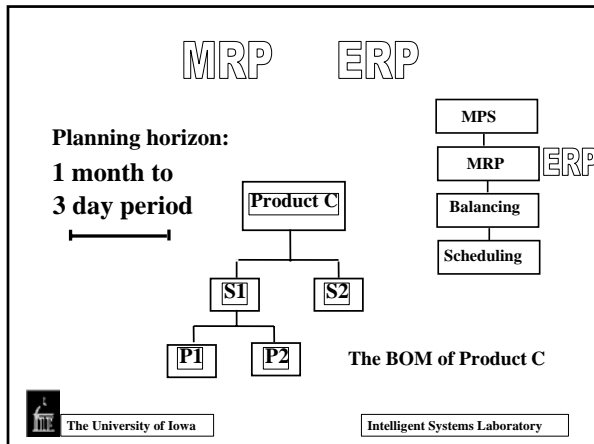 MRP ERP
Planning horizon:
1 month to
3 day period
MPS
MRP
ERP
Balancing
Scheduling
Product C
S1 S2
P1 P2
The BOM of Product C
The University of Iowa
Intelligent Systems Laboratory